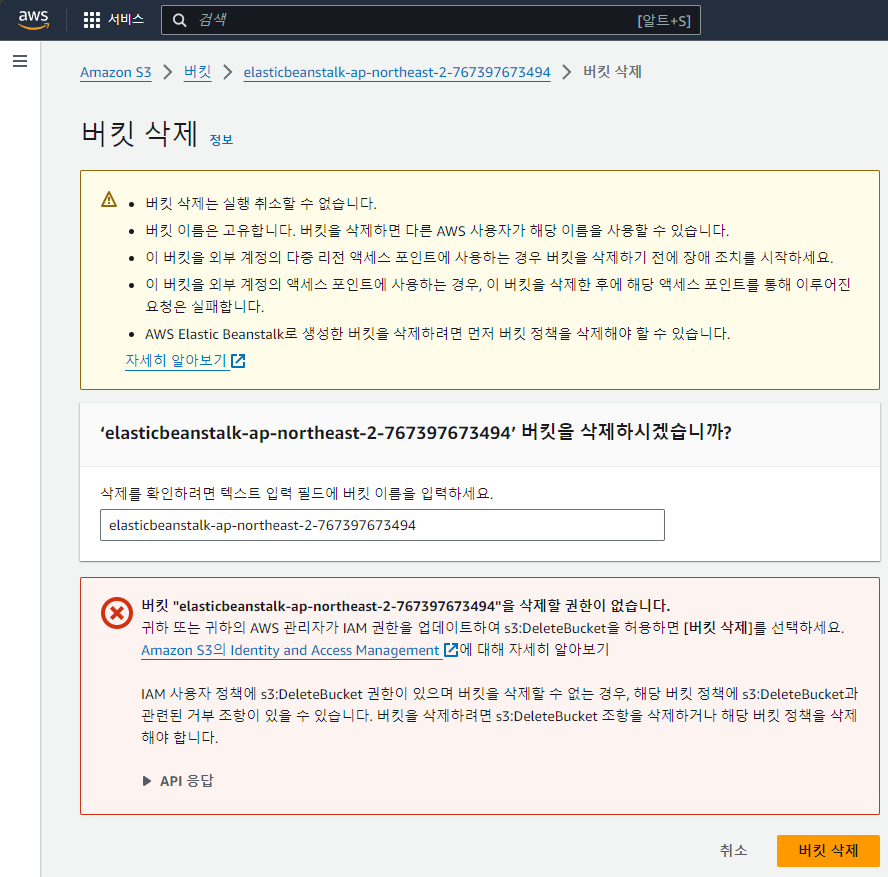 aws
서비스
검색
[알트+S]
Amazon S3 > 버킷 > elasticbeanstalk-ap-northeast-2-767397673494 > 버킷 삭제
버킷 삭제 정보
• 버킷 삭제는 실행 취소할 수 없습니다.
• 버킷 이름은 고유합니다. 버킷을 삭제하면 다른 AWS 사용자가 해당 이름을 사용할 수 있습니다.
• 이 버킷을 외부 계정의 다중 리전 액세스 포인트에 사용하는 경우 버킷을 삭제하기 전에 장애 조치를 시작하세요.
• 이 버킷을 외부 계정의 액세스 포인트에 사용하는 경우, 이 버킷을 삭제한 후에 해당 액세스 포인트를 통해 이루어진
요청은 실패합니다.
• AWS Elastic Beanstalk로 생성한 버킷을 삭제하려면 먼저 버킷 정책을 삭제해야 할 수 있습니다.
자세히 알아보기
‘elasticbeanstalk-ap-northeast-2-767397673494’ 버킷을 삭제하시겠습니까?
삭제를 확인하려면 텍스트 입력 필드에 버킷 이름을 입력하세요.
elasticbeanstalk-ap-northeast-2-767397673494
버킷 "elasticbeanstalk-ap-northeast-2-767397673494"을 삭제할 권한이 없습니다.
귀하 또는 귀하의 AWS 관리자가 IAM 권한을 업데이트하여 s3:DeleteBucket을 허용하면 [버킷 삭제]를 선택하세요.
Amazon S3의 Identity and Access Management에 대해 자세히 알아보기
IAM 사용자 정책에 s3:DeleteBucket 권한이 있으며 버킷을 삭제할 수 없는 경우, 해당 버킷 정책에 s3:DeleteBucket과
관련된 거부 조항이 있을 수 있습니다. 버킷을 삭제하려면 s3:DeleteBucket 조항을 삭제하거나 해당 버킷 정책을 삭제
해야 합니다.
API 응답
취소
버킷 삭제